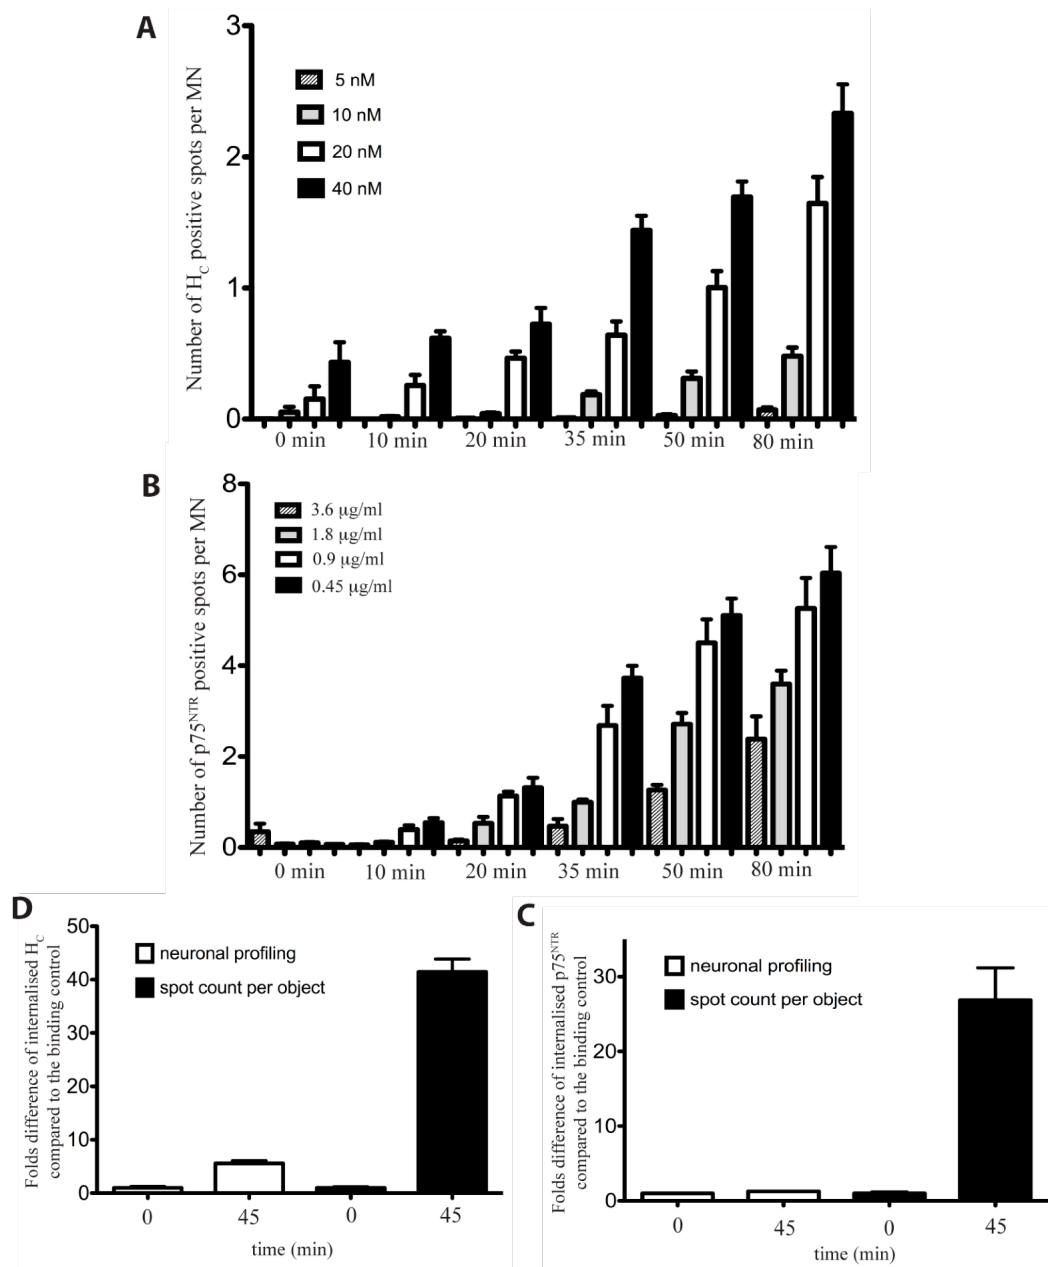 A
Number of HC positive spots per MN
3
2
1
0
5 nM
10 nM
20 nM
40 nM
0 min 10 min 20 min 35 min 50 min 80 min
B
Number of p75NTR positive spots per MN
8
6
4
2
0
3.6 µg/ml
1.8 µg/ml
0.9 µg/ml
0.45 µg/ml
0 min 10 min 20 min 35 min 50 min 80 min
D
Folds difference of internalised HC
compared to the binding control
50
40
30
20
10
0
neuronal profiling
spot count per object
0 45 0 45
time (min)
C
Folds difference of internalised p75NTR
compared to the binding control
30
20
10
0
neuronal profiling
spot count per object
0 45 0 45
time (min)